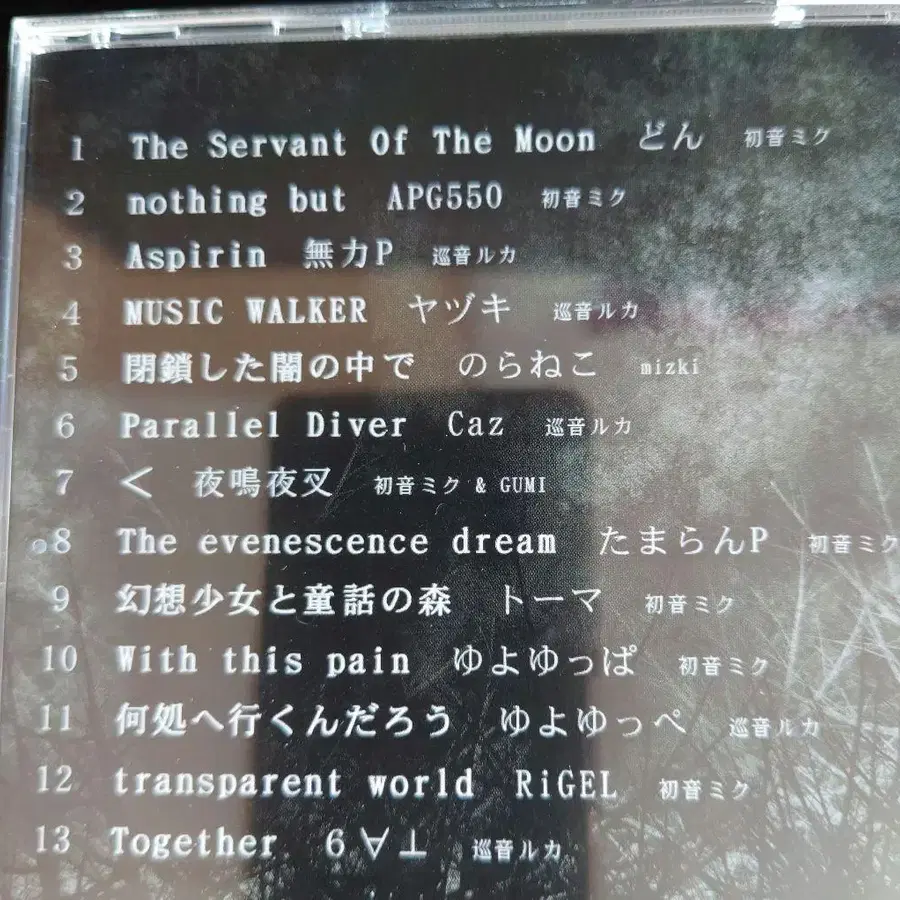 1 The Servant Of The Moon どん 初音ミク
2 nothing but APG550 初音ミク
3 Aspirin 無力P 巡音ルカ
4 MUSIC WALKER ヤヅキ 巡音ルカ
5 閉鎖した闇の中で のらねこ mizki
6 Parallel Diver Caz 巡音ルカ
7 く 夜鳴夜叉 初音ミク & GUMI
8 The evenescence dream たまらんP 初音ミク
9 幻想少女と童話の森 トーマ 初音ミク
10 With this pain ゆよゆっぱ 初音ミク
11 何処へ行くんだろう ゆよゆっぺ 巡音ルカ
12 transparent world RiGEL 初音ミク
13 Together 6∀⊥ 巡音ルカ